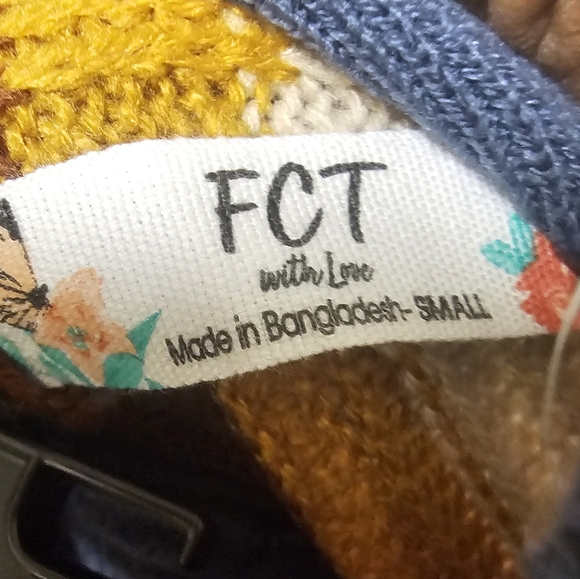 FCT
with Love
Made in Bangladesh- SMALL